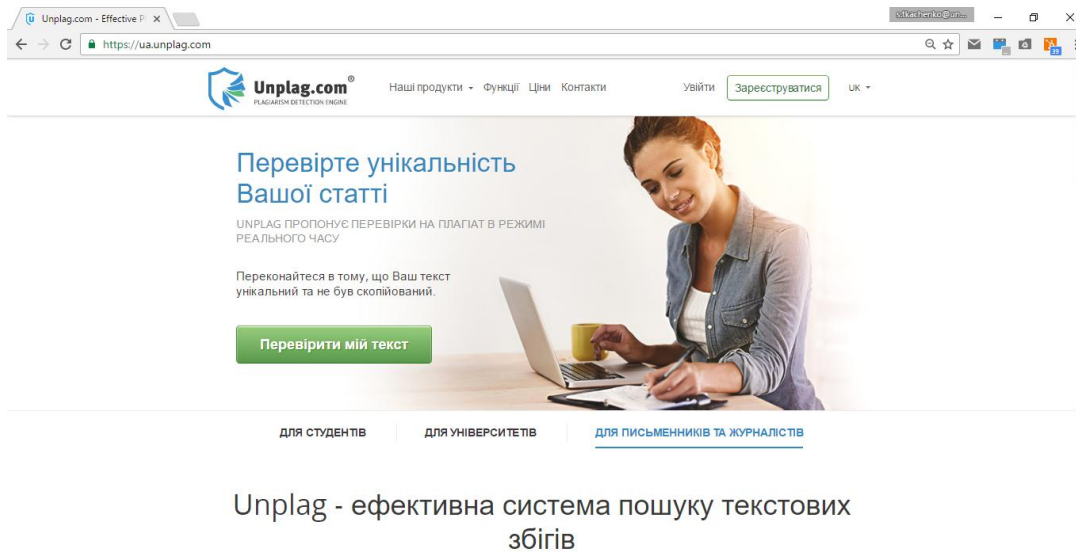 Unplag.com - Effective Pl
https://ua.unplag.com
39
Unplag.com®
PLAGIARISM DETECTION ENGINE
Наші продукти Функції Ціни Контакти Увійти Зареєструватися UK
Перевірте унікальність
Вашої статті
UNPLAG ПРОПОНУЄ ПЕРЕВІРКИ НА ПЛАГІАТ В РЕЖИМІ
РЕАЛЬНОГО ЧАСУ
Переконайтеся в тому, що Ваш текст
унікальний та не був скопійований.
Перевірити мій текст
ДЛЯ СТУДЕНТІВ ДЛЯ УНІВЕРСИТЕТІВ ДЛЯ ПИСЬМЕННИКІВ ТА ЖУРНАЛІСТІВ
Unplag - ефективна система пошуку текстових
збігів